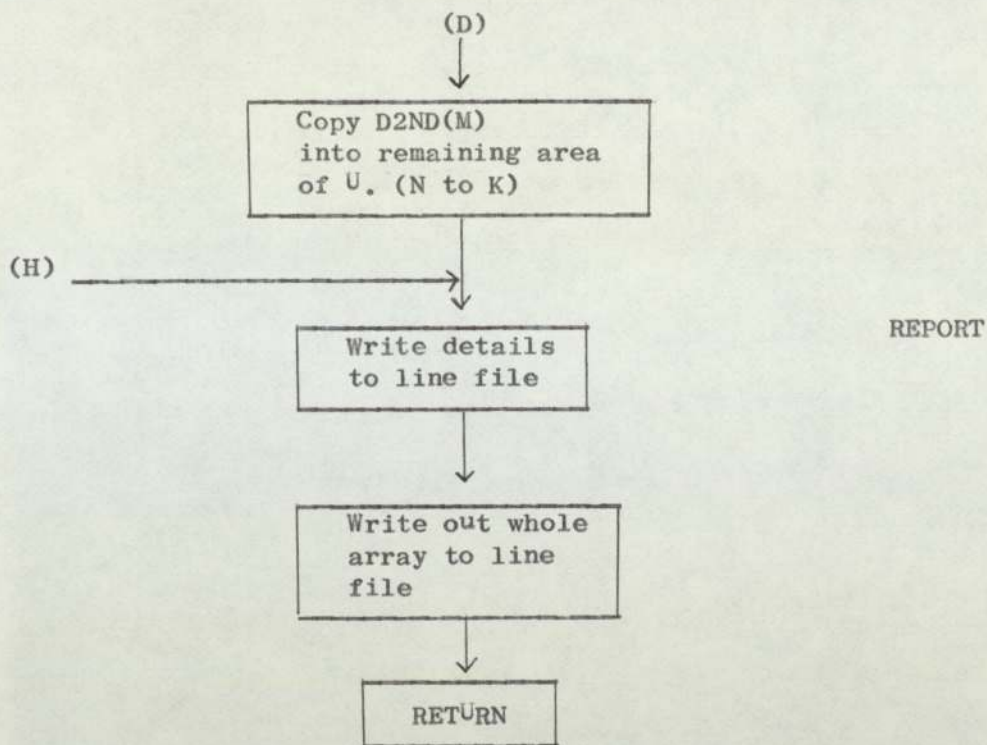 (D)
Copy D2ND(M)
into remaining area
of U. (N to K)
(H)
REPORT
Write details
to line file
Write out whole
array to line
file
RETURN